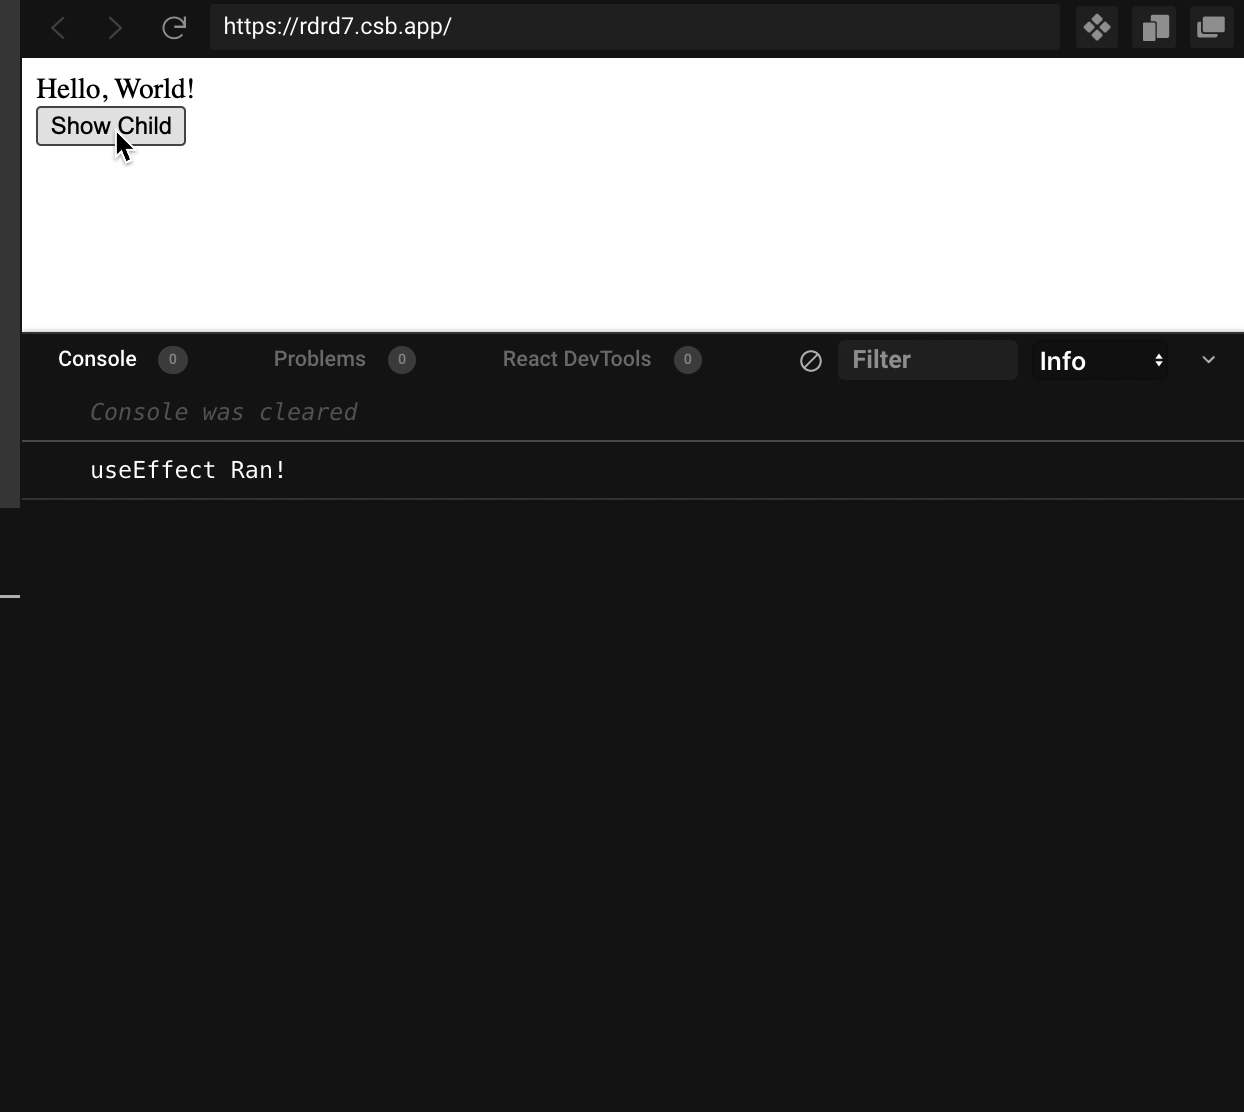 https://rdrd7.csb.app/
Hello, World!
Show Child
Console 0 Problems 0 React DevTools 0 Filter Info
Console was cleared
useEffect Ran!